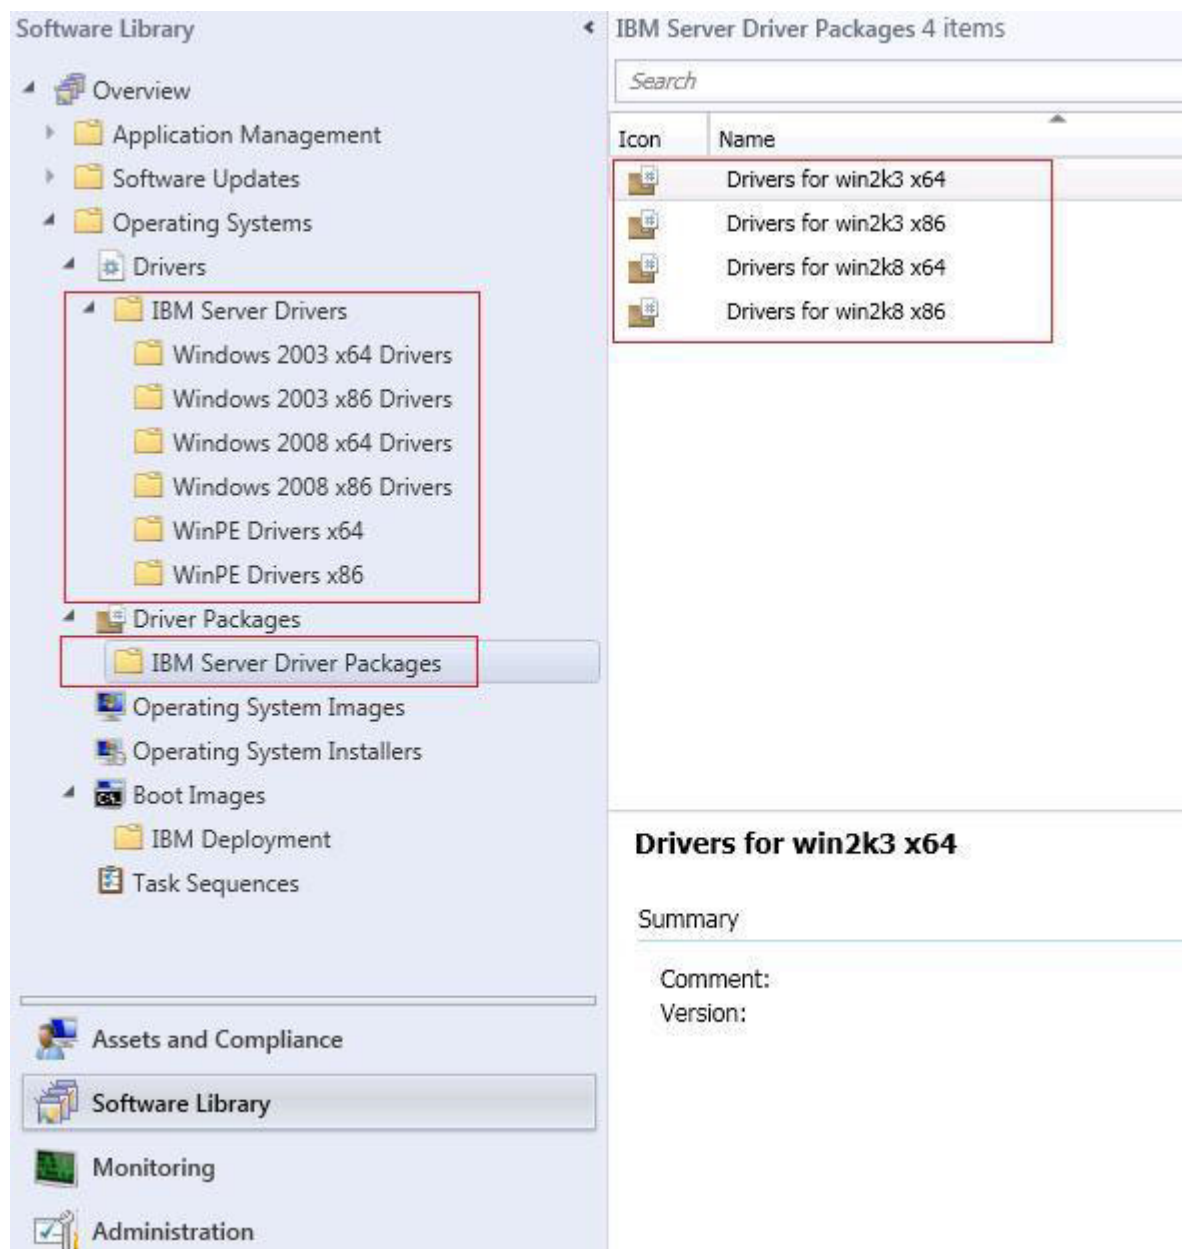 Software Library
Overview
Application Management
Software Updates
Operating Systems
Drivers
IBM Server Drivers
Windows 2003 x64 Drivers
Windows 2003 x86 Drivers
Windows 2008 x64 Drivers
Windows 2008 x86 Drivers
WinPE Drivers x64
WinPE Drivers x86
Driver Packages
IBM Server Driver Packages
Operating System Images
Operating System Installers
Boot Images
IBM Deployment
Task Sequences
Assets and Compliance
Software Library
Monitoring
Administration
IBM Server Driver Packages 4 items
Search
Icon Name
Drivers for win2k3 x64
Drivers for win2k3 x86
Drivers for win2k8 x64
Drivers for win2k8 x86
Drivers for win2k3 x64
Summary
Comment:
Version: